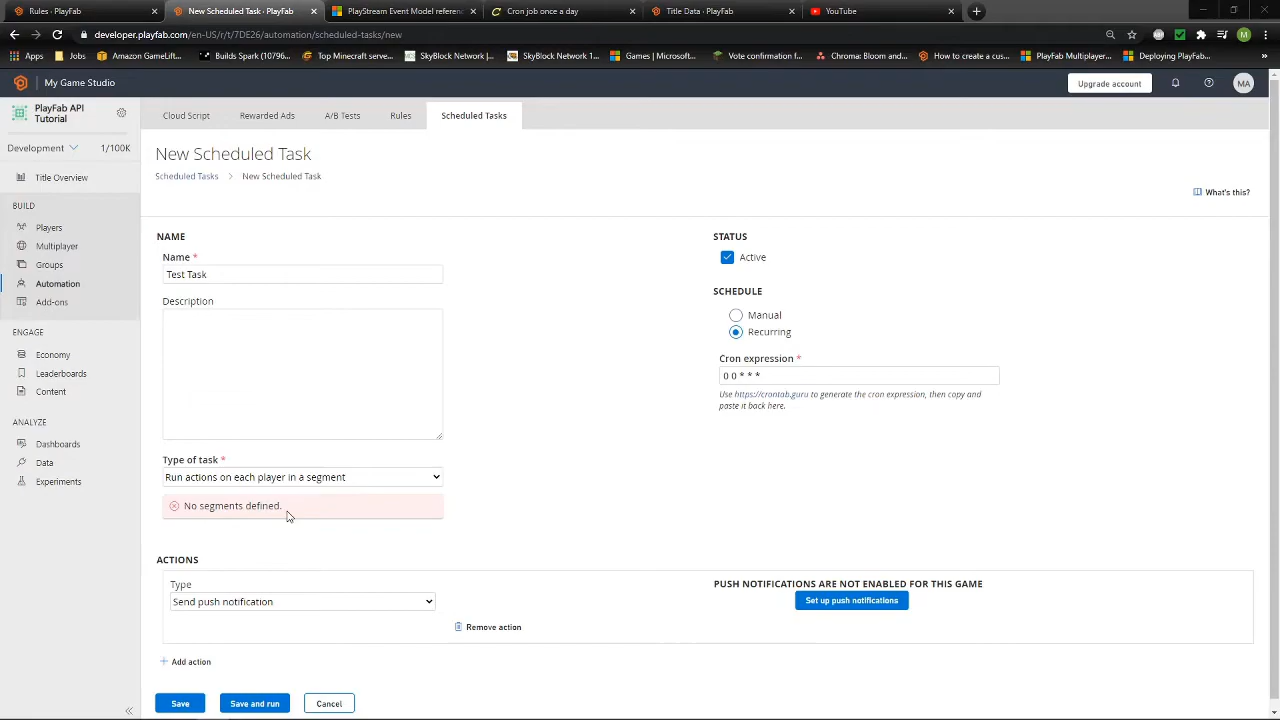 Rules - PlayFab
New Scheduled Task - PlayFab
PlayStream Event Model referenc
Cron job once a day
Title Data - PlayFab
YouTube
developer.playfab.com/en-US/r/t/7DE26/automation/scheduled-tasks/new
M
Apps
Jobs
Amazon GameLift...
Builds Spark (10796...
Top Minecraft server...
SkyBlock Network |...
SkyBlock Network 1...
Games | Microsoft...
Vote confirmation f...
Chroma: Bloom and...
How to create a cus...
PlayFab Multiplayer...
Deploying PlayFab...
»
My Game Studio
Upgrade account
MA
PlayFab API
Tutorial
Development
1/100K
Title Overview
BUILD
Players
Multiplayer
Groups
Automation
Add-ons
ENGAGE
Economy
Leaderboards
Content
ANALYZE
Dashboards
Data
Experiments
Cloud Script
Rewarded Ads
A/B Tests
Rules
Scheduled Tasks
New Scheduled Task
Scheduled Tasks > New Scheduled Task
What's this?
NAME
Name *
Test Task
Description
Type of task *
Run actions on each player in a segment
No segments defined.
STATUS
Active
SCHEDULE
Manual
Recurring
Cron expression *
0 0 * * *
Use https://crontab.guru to generate the cron expression, then copy and
paste it back here.
ACTIONS
Type
Send push notification
PUSH NOTIFICATIONS ARE NOT ENABLED FOR THIS GAME
Set up push notifications
Remove action
+ Add action
Save
Save and run
Cancel